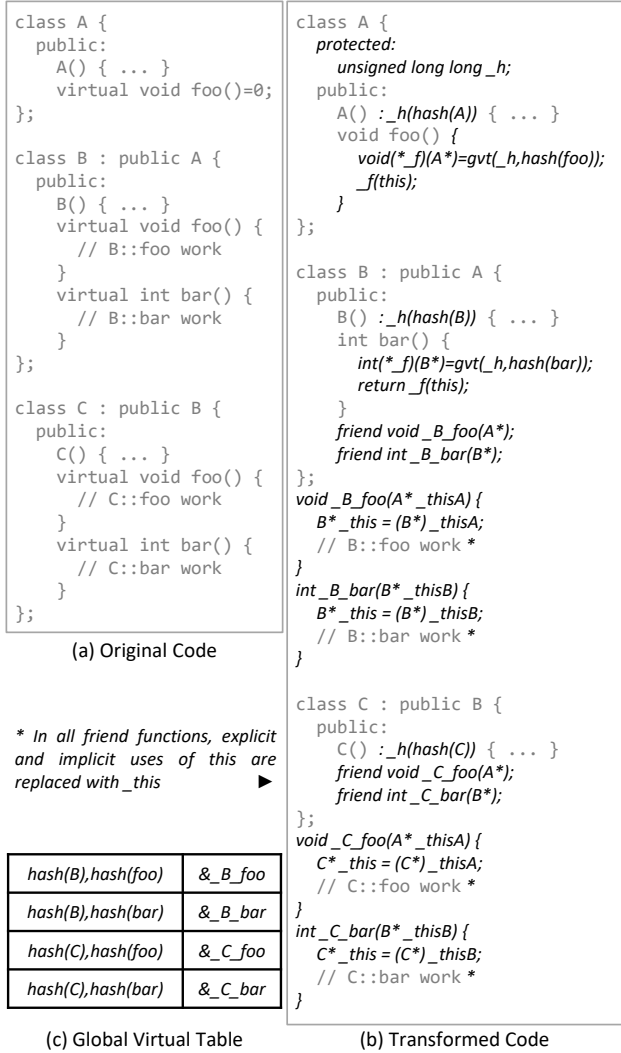 class A {
public:
A() { ... }
virtual void foo()=0;
};
class B : public A {
public:
B() { ... }
virtual void foo() {
// B::foo work
}
virtual int bar() {
// B::bar work
}
};
class C : public B {
public:
C() { ... }
virtual void foo() {
// C::foo work
}
virtual int bar() {
// C::bar work
}
};
(a) Original Code
* In all friend functions, explicit
and implicit uses of this are
replaced with _this ►
hash(B),hash(foo) &_B_foo
hash(B),hash(bar) &_B_bar
hash(C),hash(foo) &_C_foo
hash(C),hash(bar) &_C_bar
(c) Global Virtual Table
class A {
protected:
unsigned long long _h;
public:
A() : _h(hash(A)) { ... }
void foo() {
void(*_f)(A*)=gvt(_h,hash(foo));
_f(this);
}
};
class B : public A {
public:
B() : _h(hash(B)) { ... }
int bar() {
int(*_f)(B*)=gvt(_h,hash(bar));
return _f(this);
}
friend void _B_foo(A*);
friend int _B_bar(B*);
};
void _B_foo(A* _thisA) {
B* _this = (B*) _thisA;
// B::foo work *
}
int _B_bar(B* _thisB) {
B* _this = (B*) _thisB;
// B::bar work *
}
class C : public B {
public:
C() : _h(hash(C)) { ... }
friend void _C_foo(A*);
friend int _C_bar(B*);
};
void _C_foo(A* _thisA) {
C* _this = (C*) _thisA;
// C::foo work *
}
int _C_bar(B* _thisB) {
C* _this = (C*) _thisB;
// C::bar work *
}
(b) Transformed Code